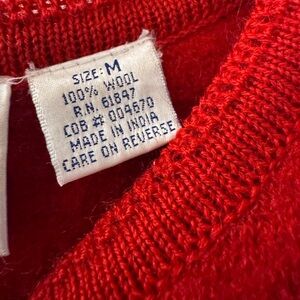 SIZE: M
100% WOOL
R.N. 61847
COB # 004670
MADE IN INDIA
CARE ON REVERSE